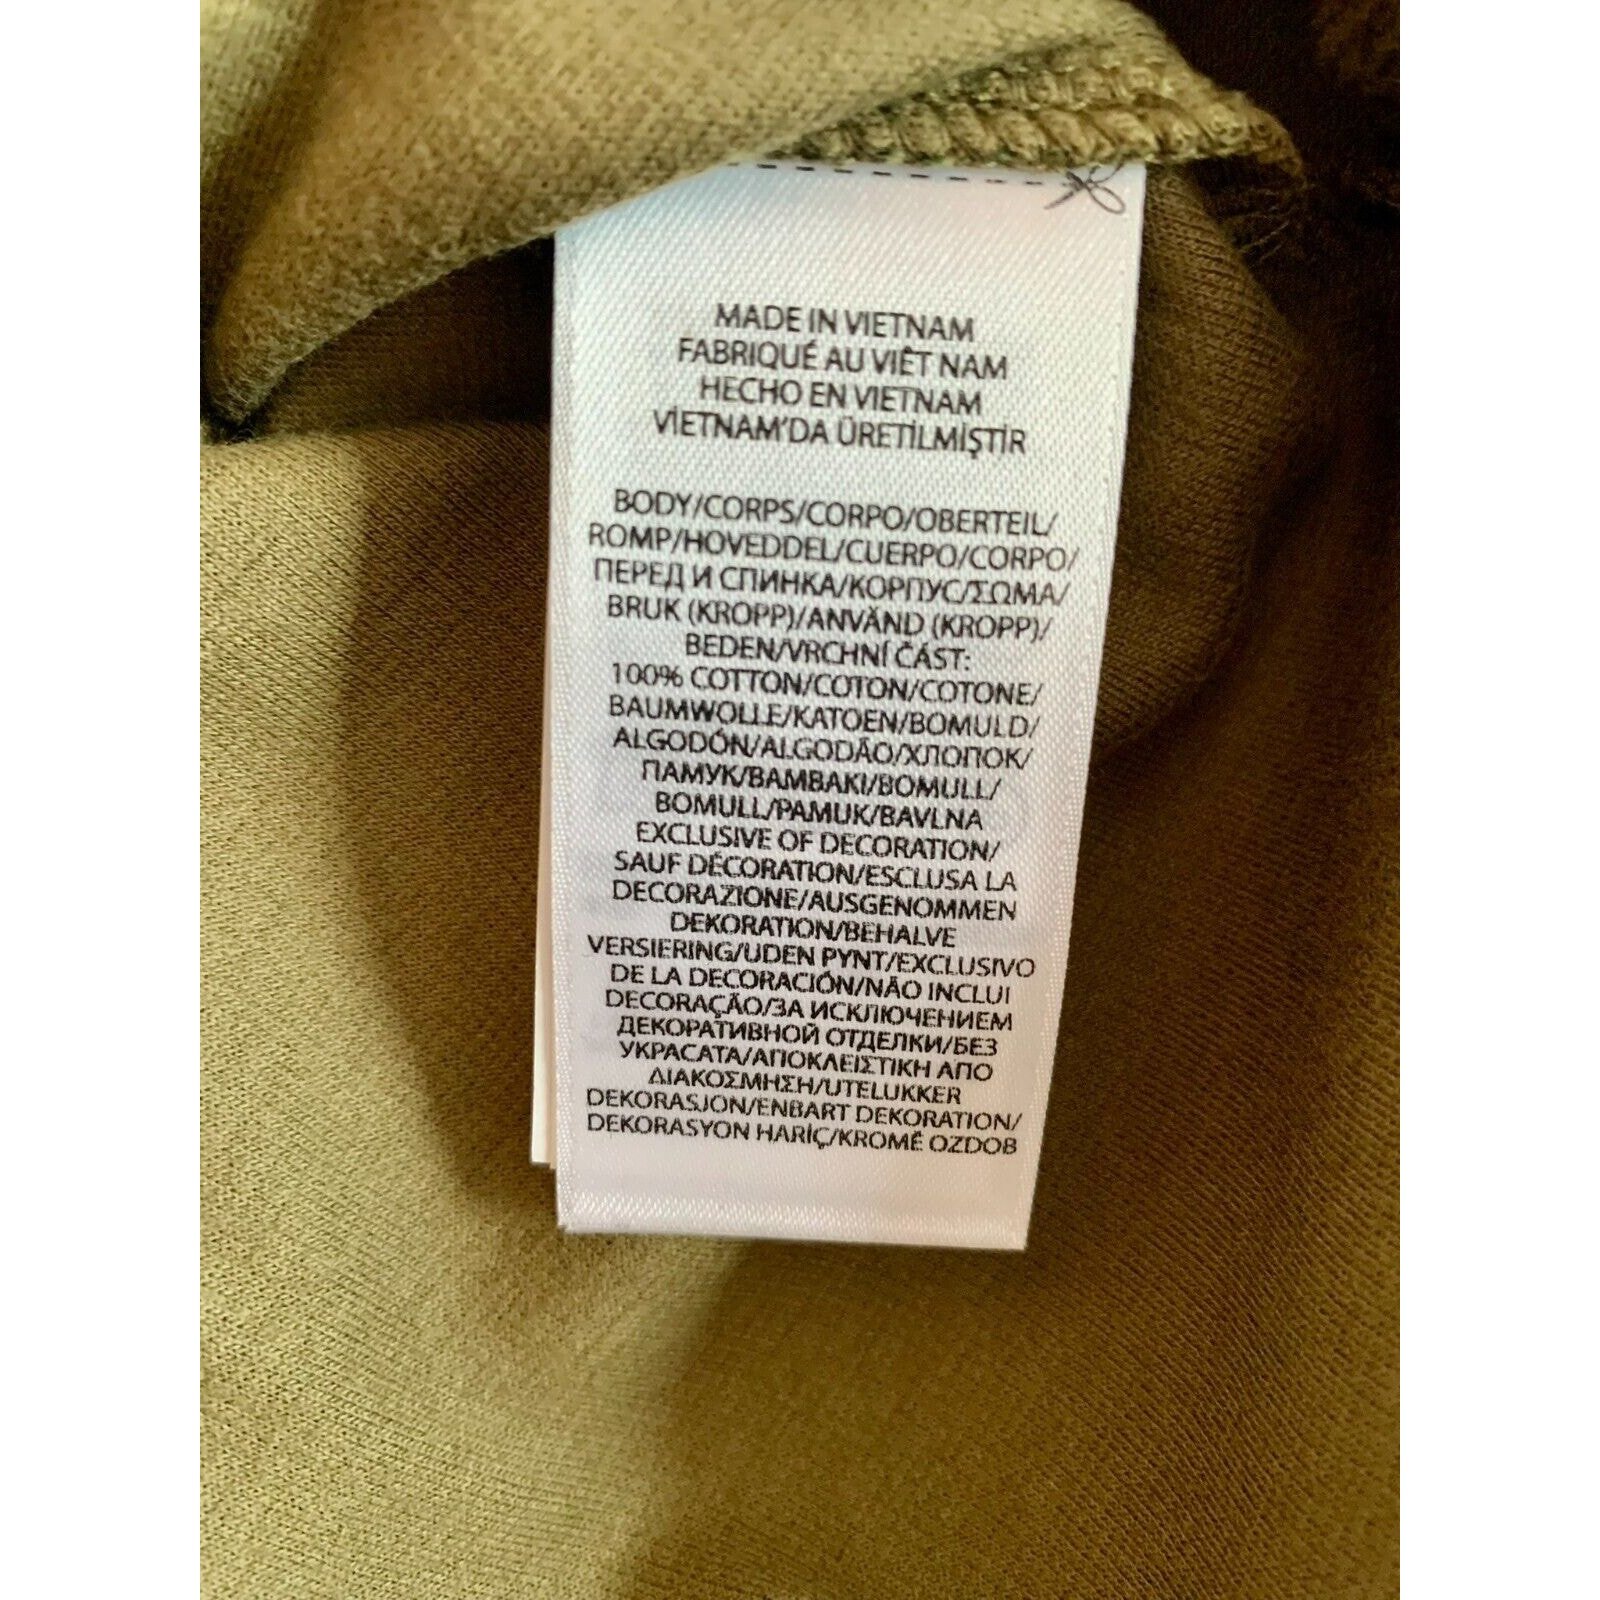 MADE IN VIETNAM
FABRIQUÉ AU VIÊT NAM
HECHO EN VIETNAM
VİETNAM'DA ÜRETİLMİŞTİR
BODY/CORPS/CORPO/OBERTEIL/
ROMP/HOVEDDEL/CUERPO/CORPO/
ПЕРЕД И СПИНКА/КОРПУС/ΣΩΜΑ/
BRUK (KROPP)/ANVÄND (KROPP)/
BEDEN/VRCHNÍ ČÁST:
100% COTTON/COTON/COTONE/
BAUMWOLLE/KATOEN/BOMULD/
ALGODÓN/ALGODÃO/ХЛОПОК/
ПАМУК/ΒΑΜΒΑΚΙ/BOMULL/
BOMULL/PAMUK/BAVLNA
EXCLUSIVE OF DECORATION/
SAUF DÉCORATION/ESCLUSA LA
DECORAZIONE/AUSGENOMMEN
DEKORATION/BEHALVE
VERSIERING/UDEN PYNT/EXCLUSIVO
DE LA DECORACIÓN/NÃO INCLUI
DECORAÇÃO/ЗА ИСКЛЮЧЕНИЕМ
ДЕКОРАТИВНОЙ ОТДЕЛКИ/БЕЗ
УКРАСАТА/ΑΠΟΚΛΕΙΣΤΙΚΗ ΑΠΟ
ΔΙΑΚΟΣΜΗΣΗ/UTELUKKER
DEKORASJON/ENBART DEKORATION/
DEKORASYON HARİÇ/KROMĚ OZDOB